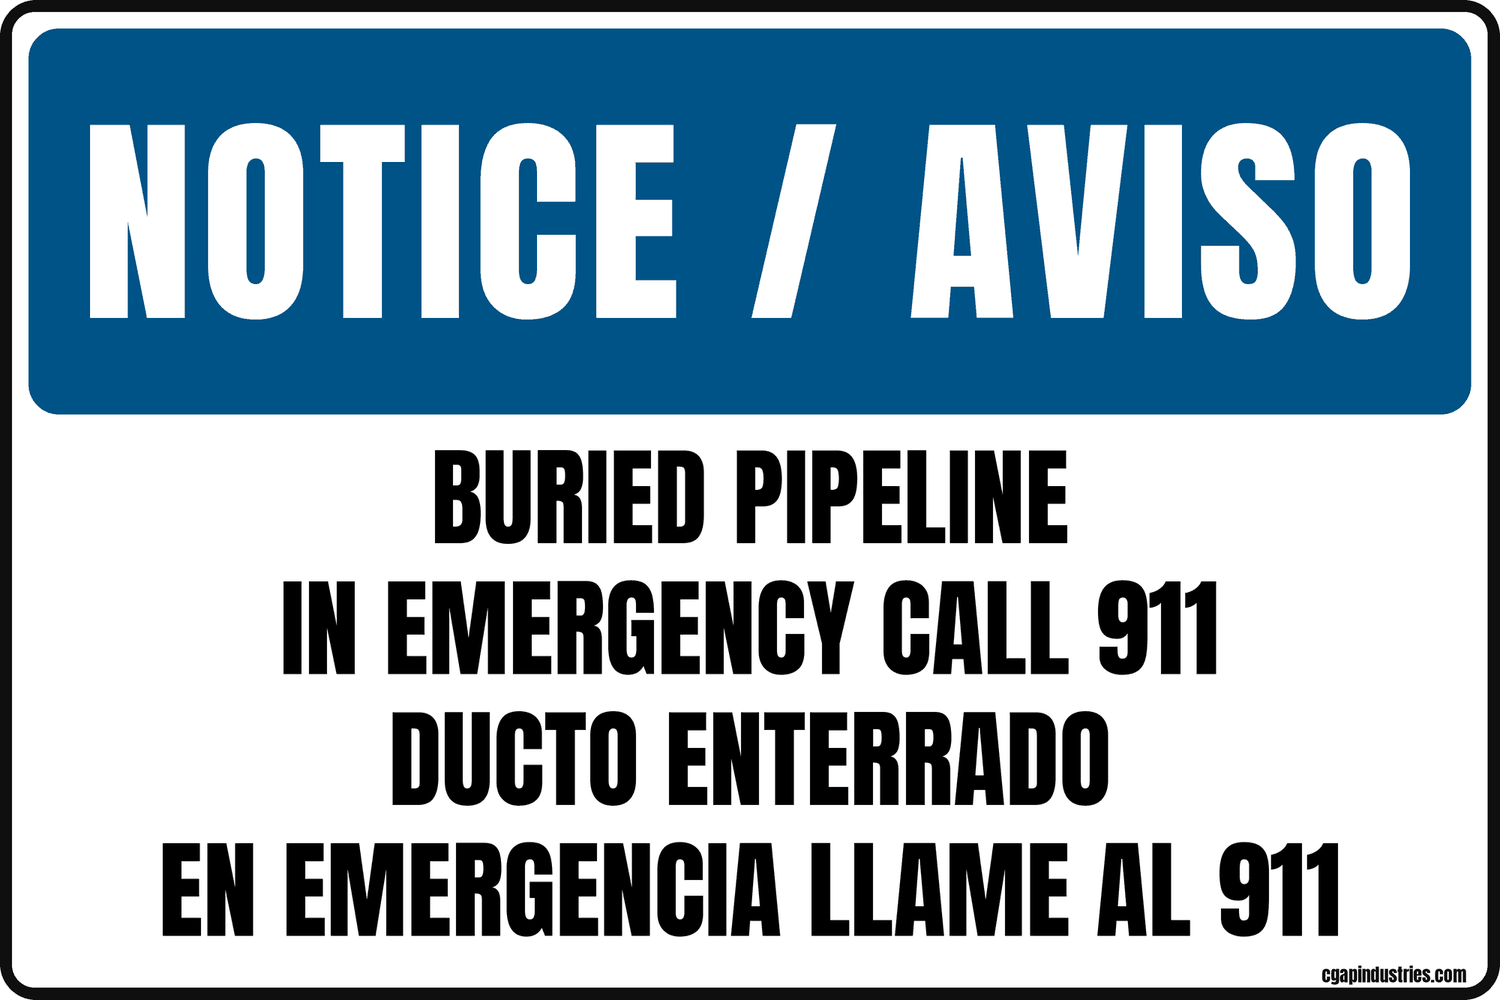 NOTICE / AVISO
BURIED PIPELINE
IN EMERGENCY CALL 911
DUCTO ENTERRADO
EN EMERGENCIA LLAME AL 911
cgapindustries.com